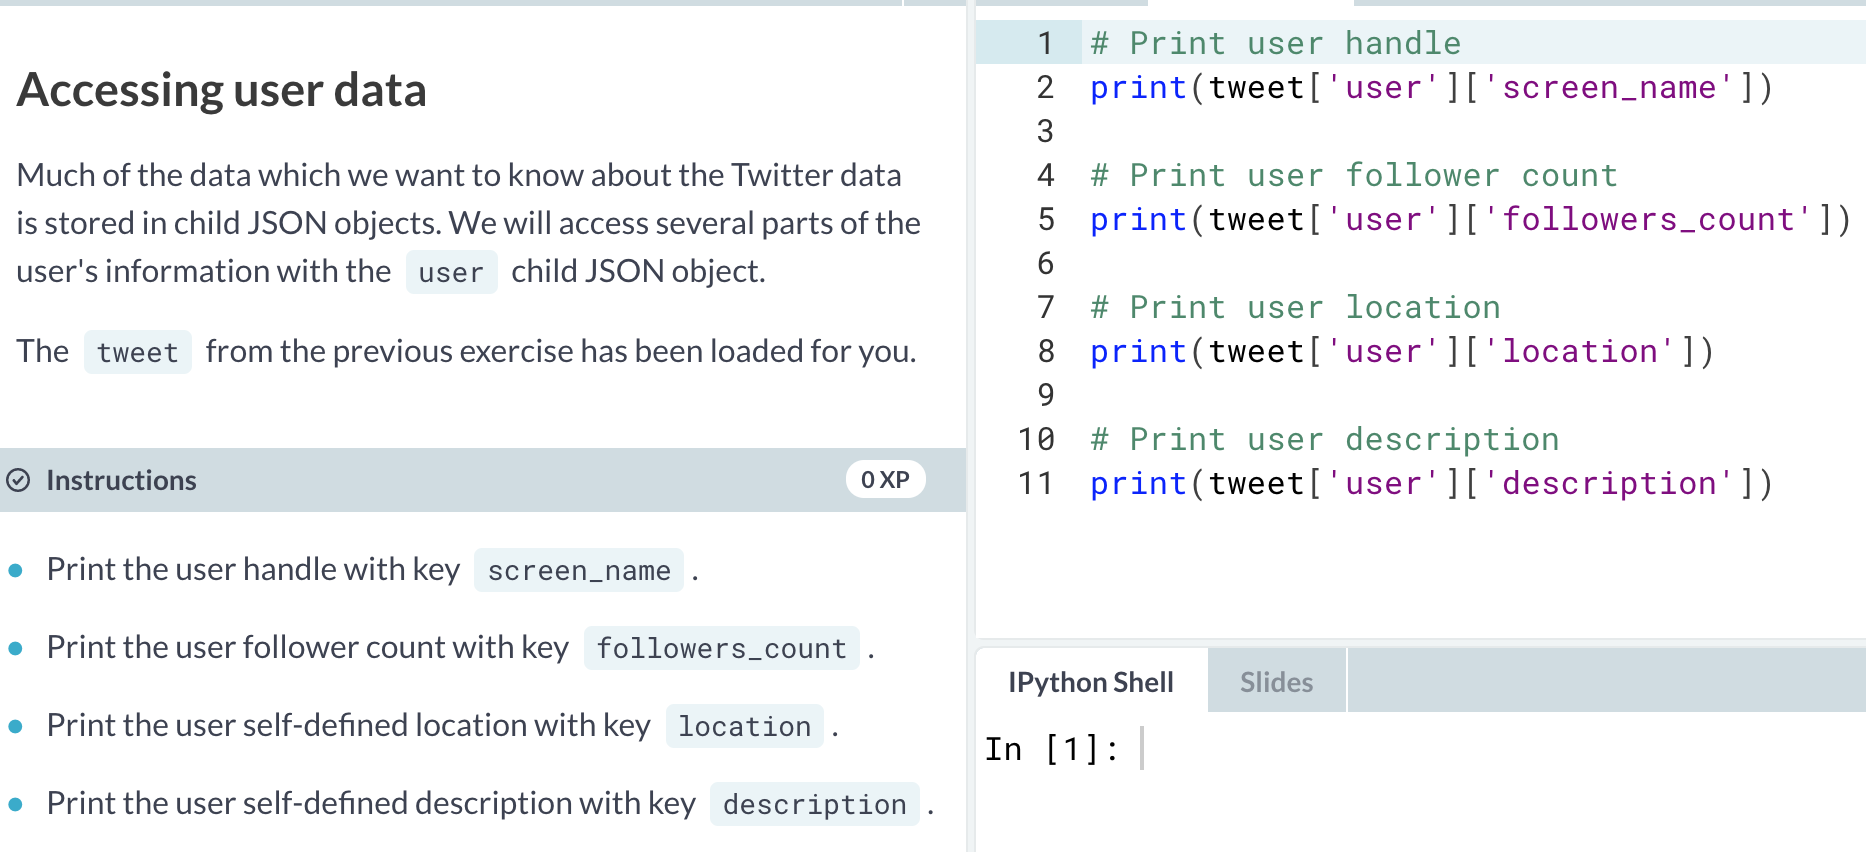 Accessing user data
Much of the data which we want to know about the Twitter data
is stored in child JSON objects. We will access several parts of the
user's information with the user child JSON object.
The tweet from the previous exercise has been loaded for you.
Instructions
0 XP
Print the user handle with key screen_name .
Print the user follower count with key followers_count .
Print the user self-defined location with key location .
Print the user self-defined description with key description .
1 # Print user handle
2 print(tweet['user']['screen_name'])
3
4 # Print user follower count
5 print(tweet['user']['followers_count'])
6
7 # Print user location
8 print(tweet['user']['location'])
9
10 # Print user description
11 print(tweet['user']['description'])
IPython Shell
Slides
In [1]: